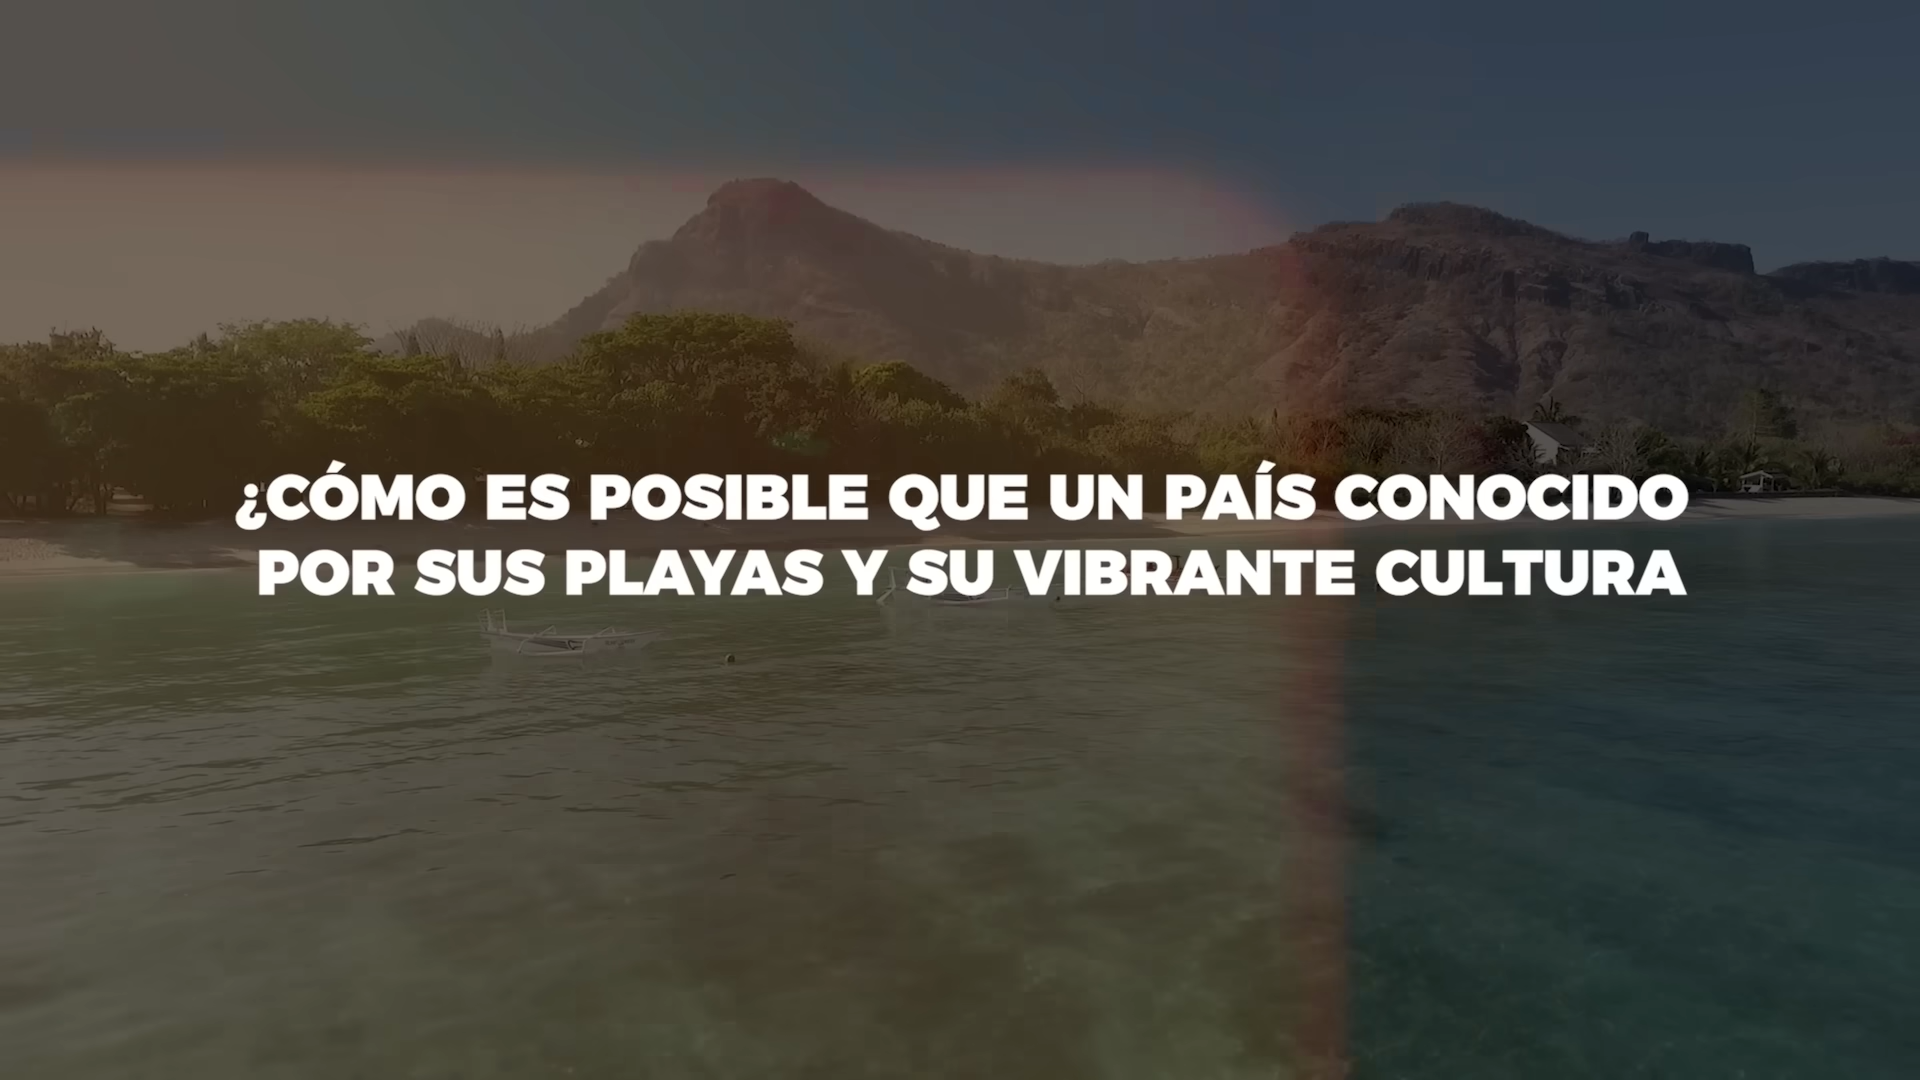 ¿CÓMO ES POSIBLE QUE UN PAÍS CONOCIDO
POR SUS PLAYAS Y SU VIBRANTE CULTURA